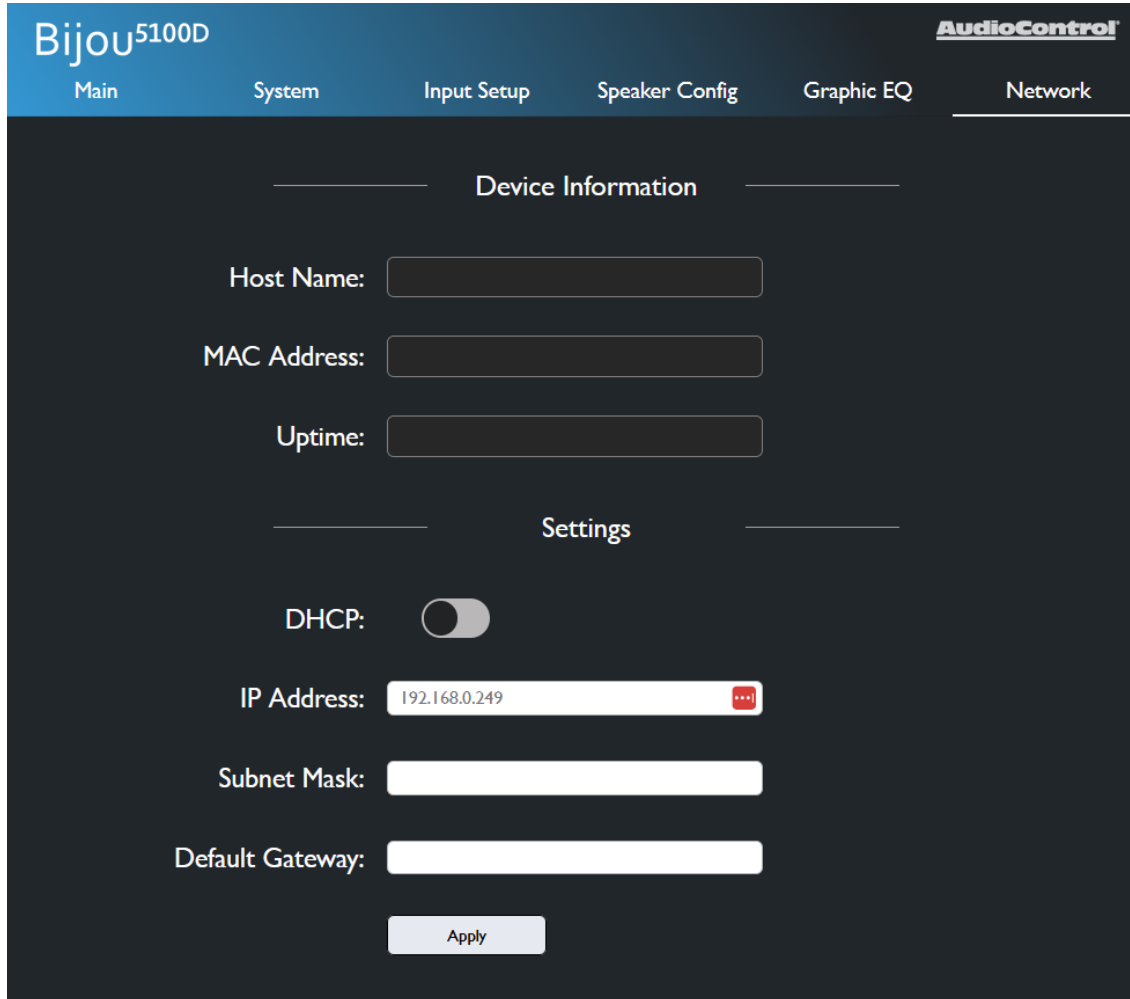 Bijou5100D
AudioControl
Main System Input Setup Speaker Config Graphic EQ Network
Device Information
Host Name:
MAC Address:
Uptime:
Settings
DHCP:
IP Address: 192.168.0.249
Subnet Mask:
Default Gateway:
Apply